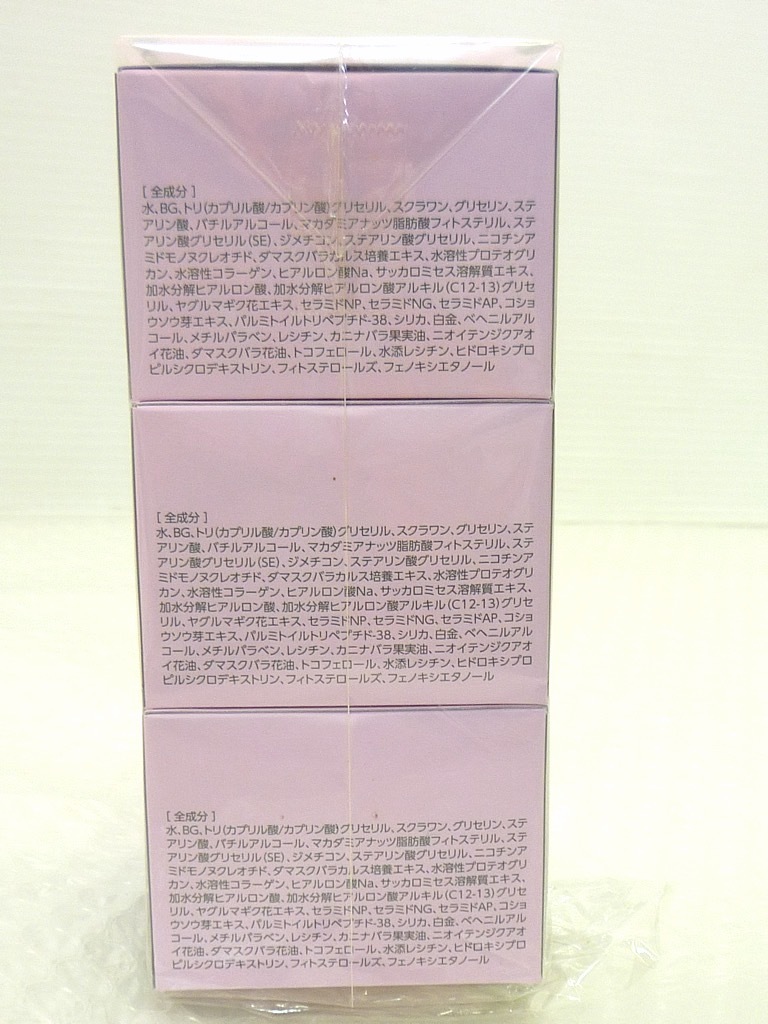 [ 全成分 ]
水、BG、トリ(カプリル酸/カプリン酸)グリセリル、スクラワン、グリセリン、ステ
アリン酸、バチルアルコール、マカダミアナッツ脂肪酸フィトステリル、ステ
アリン酸グリセリル(SE)、ジメチコン、ステアリン酸グリセリル、ニコチンア
ミドモノヌクレオチド、ダマスクバラカルス培養エキス、水溶性プロテオグリ
カン、水溶性コラーゲン、ヒアルロン酸Na、サッカロミセス溶解質エキス、
加水分解ヒアルロン酸、加水分解ヒアルロン酸アルキル(C12-13)グリセ
リル、ヤグルマギク花エキス、セラミドNP、セラミドNG、セラミドAP、コショ
ウソウ芽エキス、パルミトイルトリペプチド-38、シリカ、白金、ベヘニルアル
コール、メチルパラベン、レシチン、カニナバラ果実油、ニオイテンジクアオ
イ花油、ダマスクバラ花油、トコフェロール、水添レシチン、ヒドロキシプロ
ピルシクロデキストリン、フィトステロールズ、フェノキシエタノール
[ 全成分 ]
水、BG、トリ(カプリル酸/カプリン酸)グリセリル、スクラワン、グリセリン、ステ
アリン酸、バチルアルコール、マカダミアナッツ脂肪酸フィトステリル、ステ
アリン酸グリセリル(SE)、ジメチコン、ステアリン酸グリセリル、ニコチンア
ミドモノヌクレオチド、ダマスクバラカルス培養エキス、水溶性プロテオグリ
カン、水溶性コラーゲン、ヒアルロン酸Na、サッカロミセス溶解質エキス、
加水分解ヒアルロン酸、加水分解ヒアルロン酸アルキル(C12-13)グリセ
リル、ヤグルマギク花エキス、セラミドNP、セラミドNG、セラミドAP、コショ
ウソウ芽エキス、パルミトイルトリペプチド-38、シリカ、白金、ベヘニルアル
コール、メチルパラベン、レシチン、カニナバラ果実油、ニオイテンジクアオ
イ花油、ダマスクバラ花油、トコフェロール、水添レシチン、ヒドロキシプロ
ピルシクロデキストリン、フィトステロールズ、フェノキシエタノール
[ 全成分 ]
水、BG、トリ(カプリル酸/カプリン酸)グリセリル、スクラワン、グリセリン、ステ
アリン酸、バチルアルコール、マカダミアナッツ脂肪酸フィトステリル、ステ
アリン酸グリセリル(SE)、ジメチコン、ステアリン酸グリセリル、ニコチンア
ミドモノヌクレオチド、ダマスクバラカルス培養エキス、水溶性プロテオグリ
カン、水溶性コラーゲン、ヒアルロン酸Na、サッカロミセス溶解質エキス、
加水分解ヒアルロン酸、加水分解ヒアルロン酸アルキル(C12-13)グリセ
リル、ヤグルマギク花エキス、セラミドNP、セラミドNG、セラミドAP、コショ
ウソウ芽エキス、パルミトイルトリペプチド-38、シリカ、白金、ベヘニルアル
コール、メチルパラベン、レシチン、カニナバラ果実油、ニオイテンジクアオ
イ花油、ダマスクバラ花油、トコフェロール、水添レシチン、ヒドロキシプロ
ピルシクロデキストリン、フィトステロールズ、フェノキシエタノール